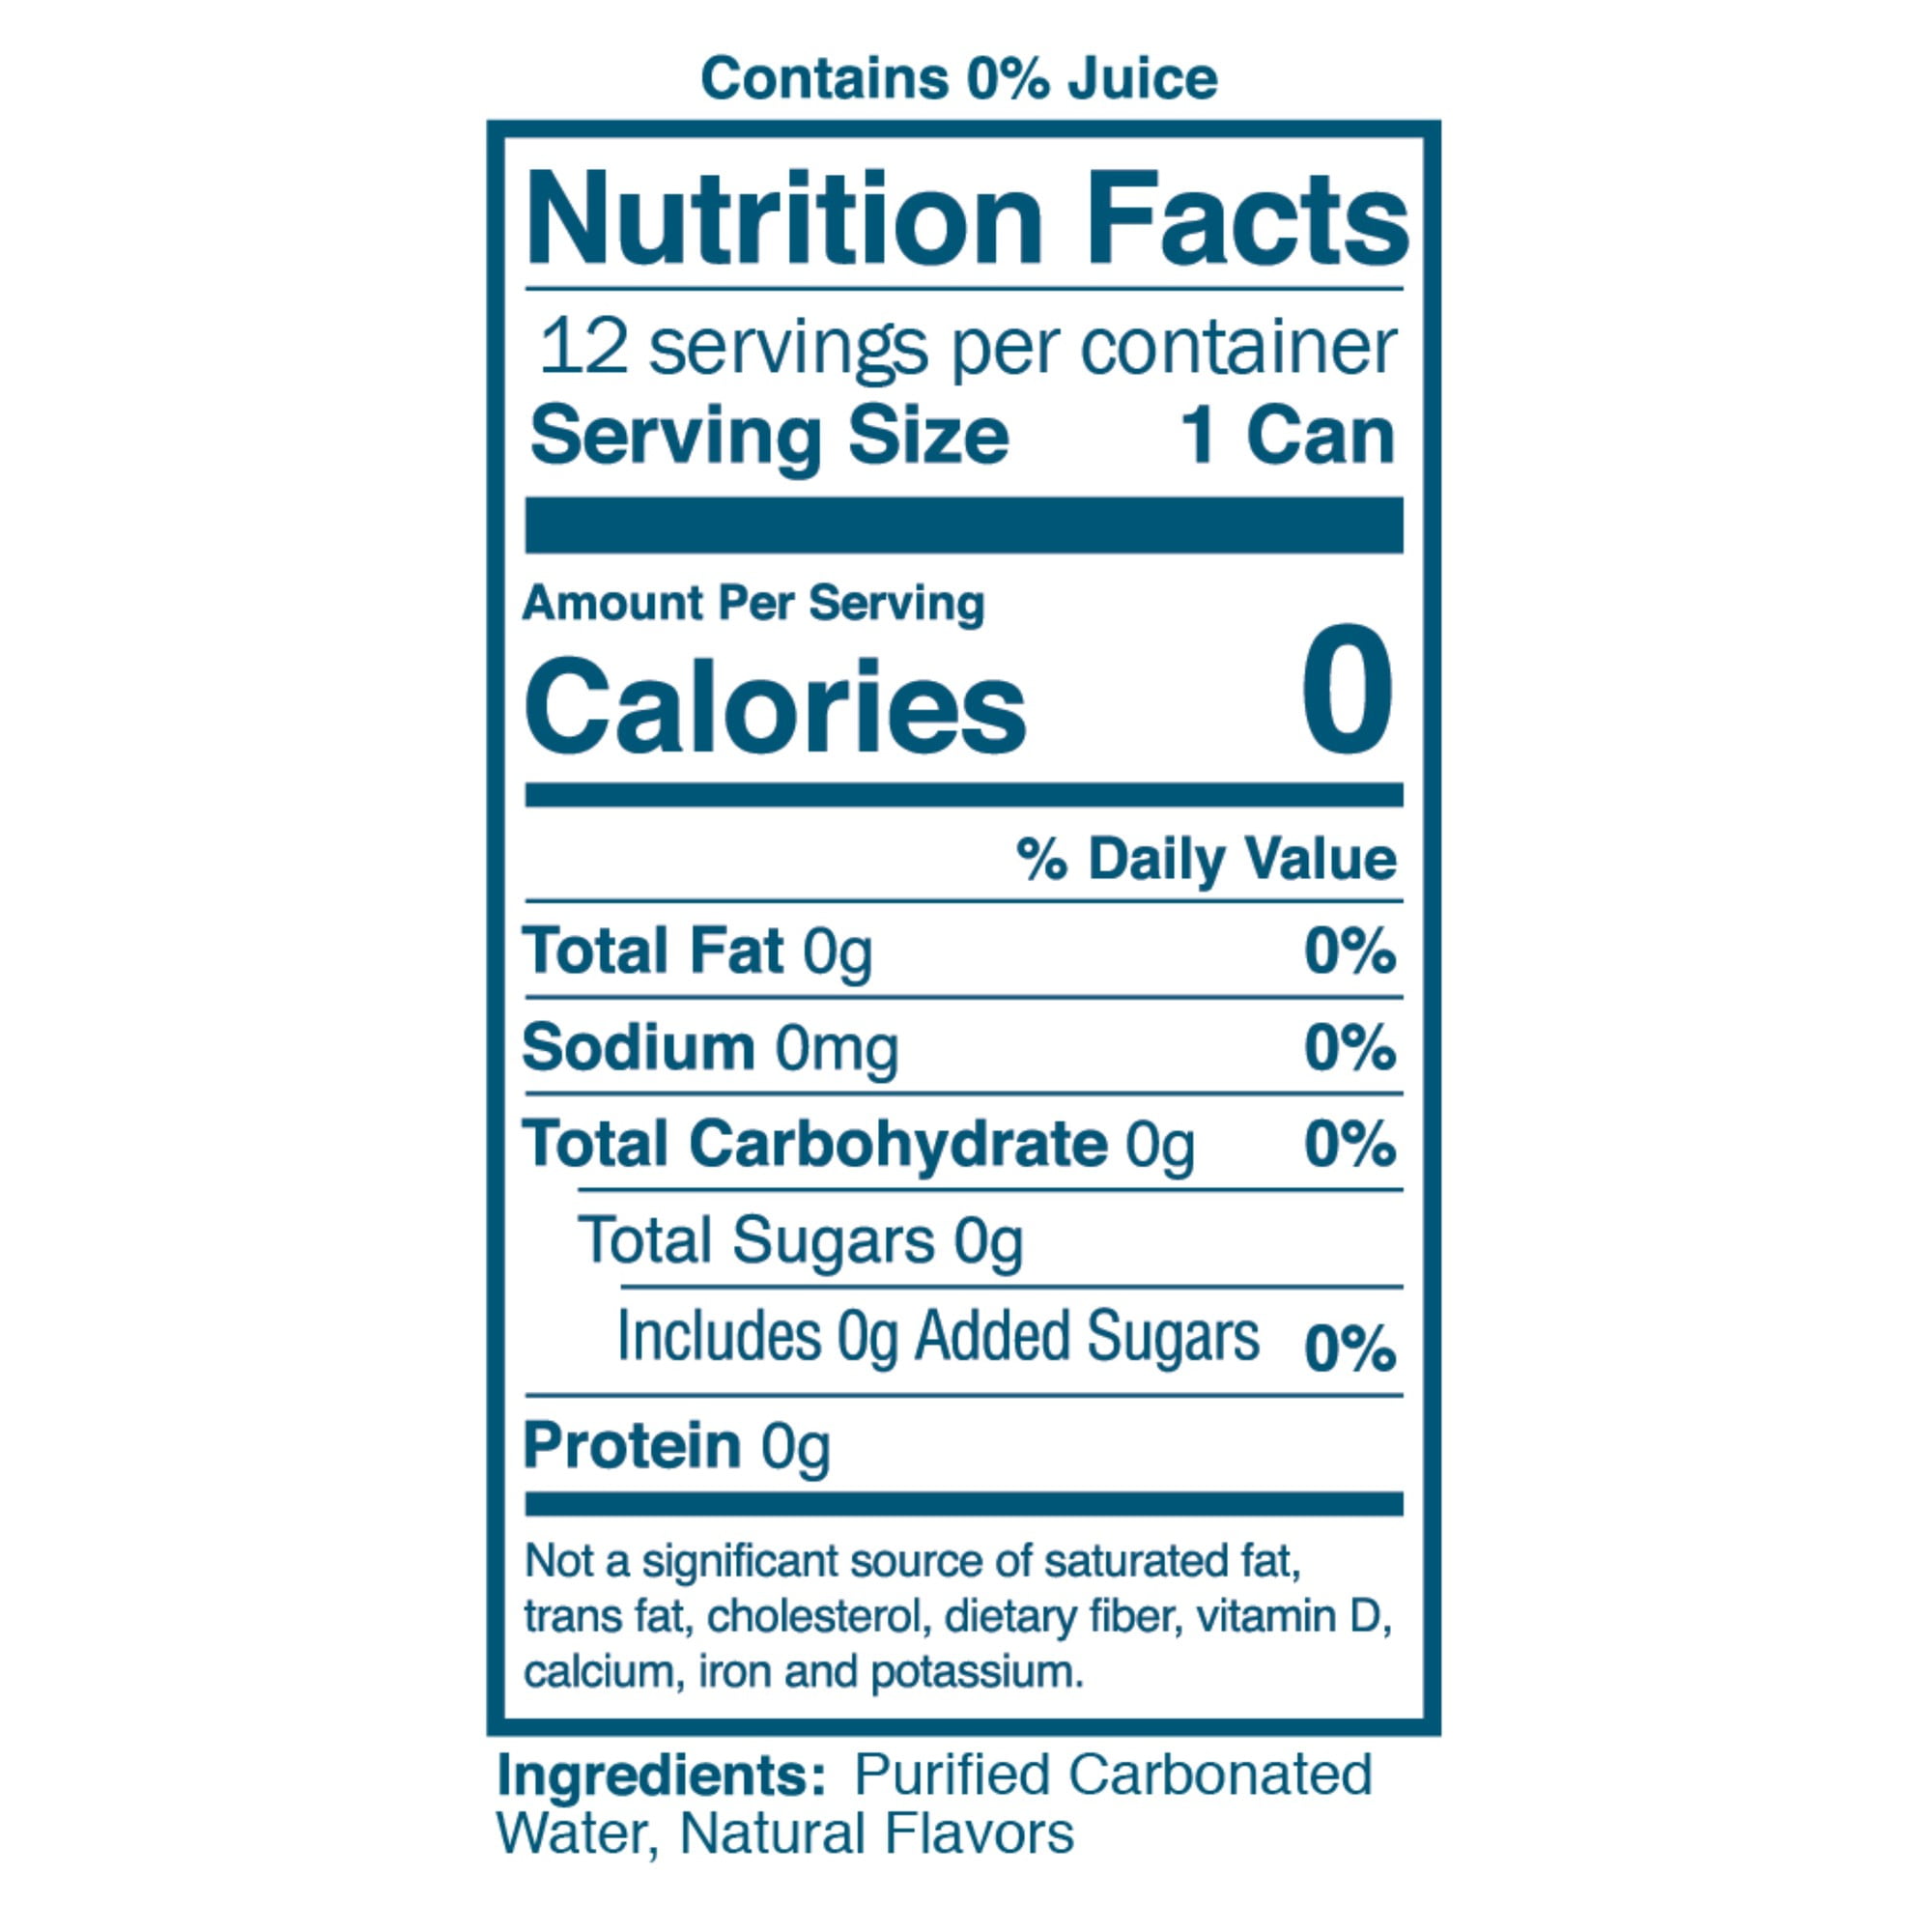 Contains 0% Juice
Nutrition Facts
12 servings per container
Serving Size 1 Can
Amount Per Serving
Calories 0
% Daily Value
Total Fat 0g 0%
Sodium 0mg 0%
Total Carbohydrate 0g 0%
Total Sugars 0g
Includes 0g Added Sugars 0%
Protein 0g
Not a significant source of saturated fat,
trans fat, cholesterol, dietary fiber, vitamin D,
calcium, iron and potassium.
Ingredients: Purified Carbonated
Water, Natural Flavors